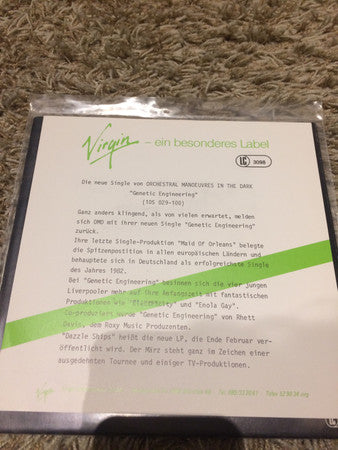 Virgin – ein besonderes Label
LC 3098
Die neue Single von ORCHESTRAL MANOEUVRES IN THE DARK
"Genetic Engineering"
(105 029-100)
Ganz anders klingend, als von vielen erwartet, melden
sich OMD mit ihrer neuen Single "Genetic Engineering"
zurück.
Ihre letzte Single-Produktion "Maid Of Orleans" belegte
die Spitzenposition in allen europäischen Ländern und
behauptete sich in Deutschland als erfolgreichste Single
des Jahres 1982.
Bei "Genetic Engineering" besinnen sich die vier jungen
Liverpooler mehr auf ihre Anfangszeit mit fantastischen
Produktionen wie "Electricity" und "Enola Gay".
Co-produziert wurde "Genetic Engineering" von Rhett
Davis, dem Roxy Music Produzenten.
"Dazzle Ships" heißt die neue LP, die Ende Februar ver-
öffentlicht wird. Der März steht ganz im Zeichen einer
ausgedehnten Tournee und einiger TV-Produktionen.
Virgin